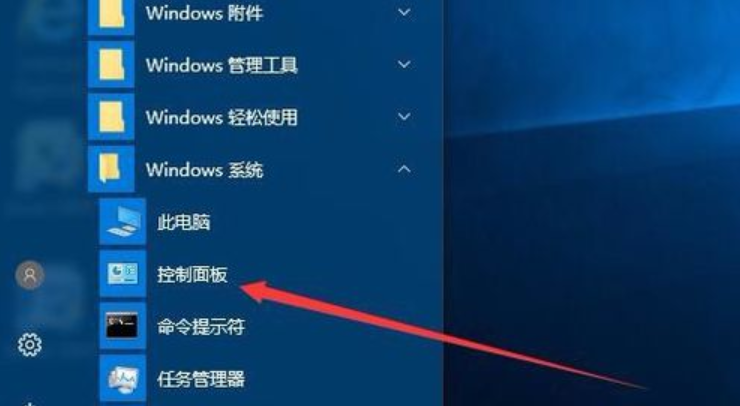 Windows 附件
Windows 管理工具
Windows 轻松使用
Windows 系统
此电脑
控制面板
命令提示符
任务管理器